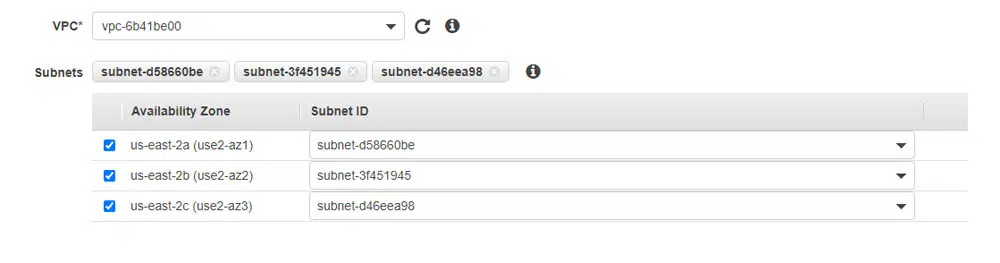 VPC* vpc-6b41be00
Subnets subnet-d58660be subnet-3f451945 subnet-d46eea98
Availability Zone Subnet ID
us-east-2a (use2-az1) subnet-d58660be
us-east-2b (use2-az2) subnet-3f451945
us-east-2c (use2-az3) subnet-d46eea98